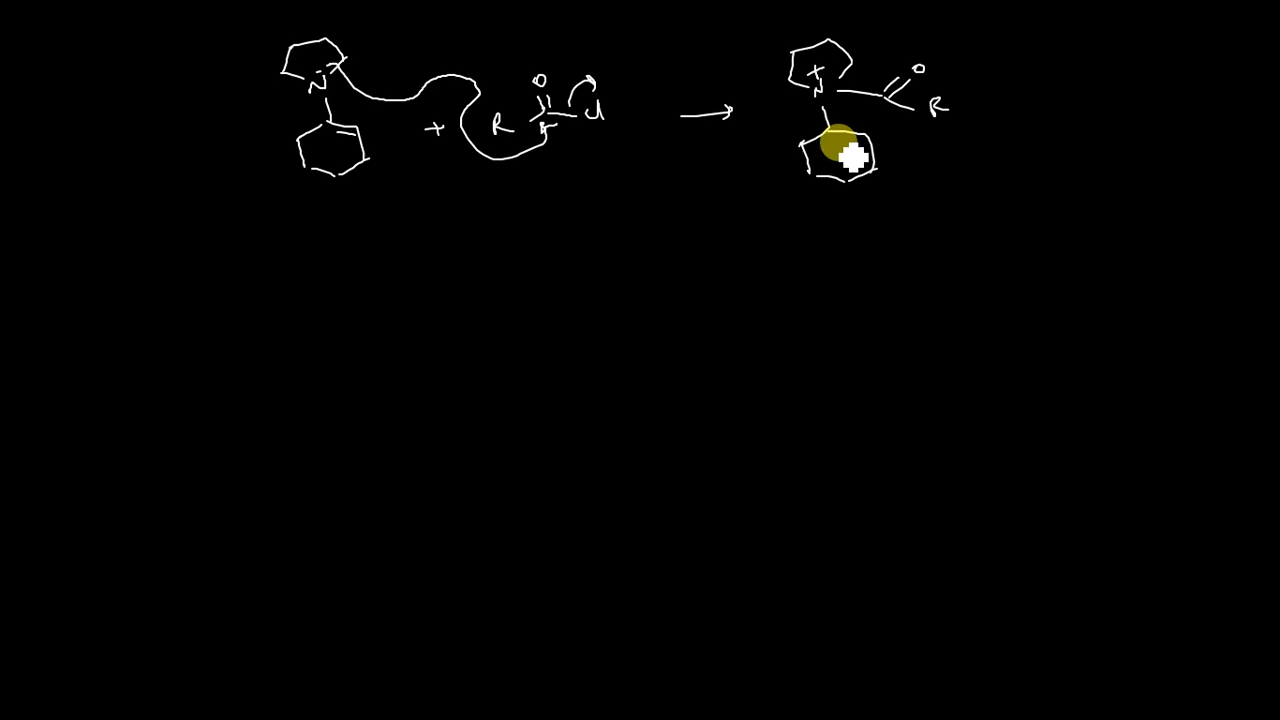 O O
N + R Cl → + N R